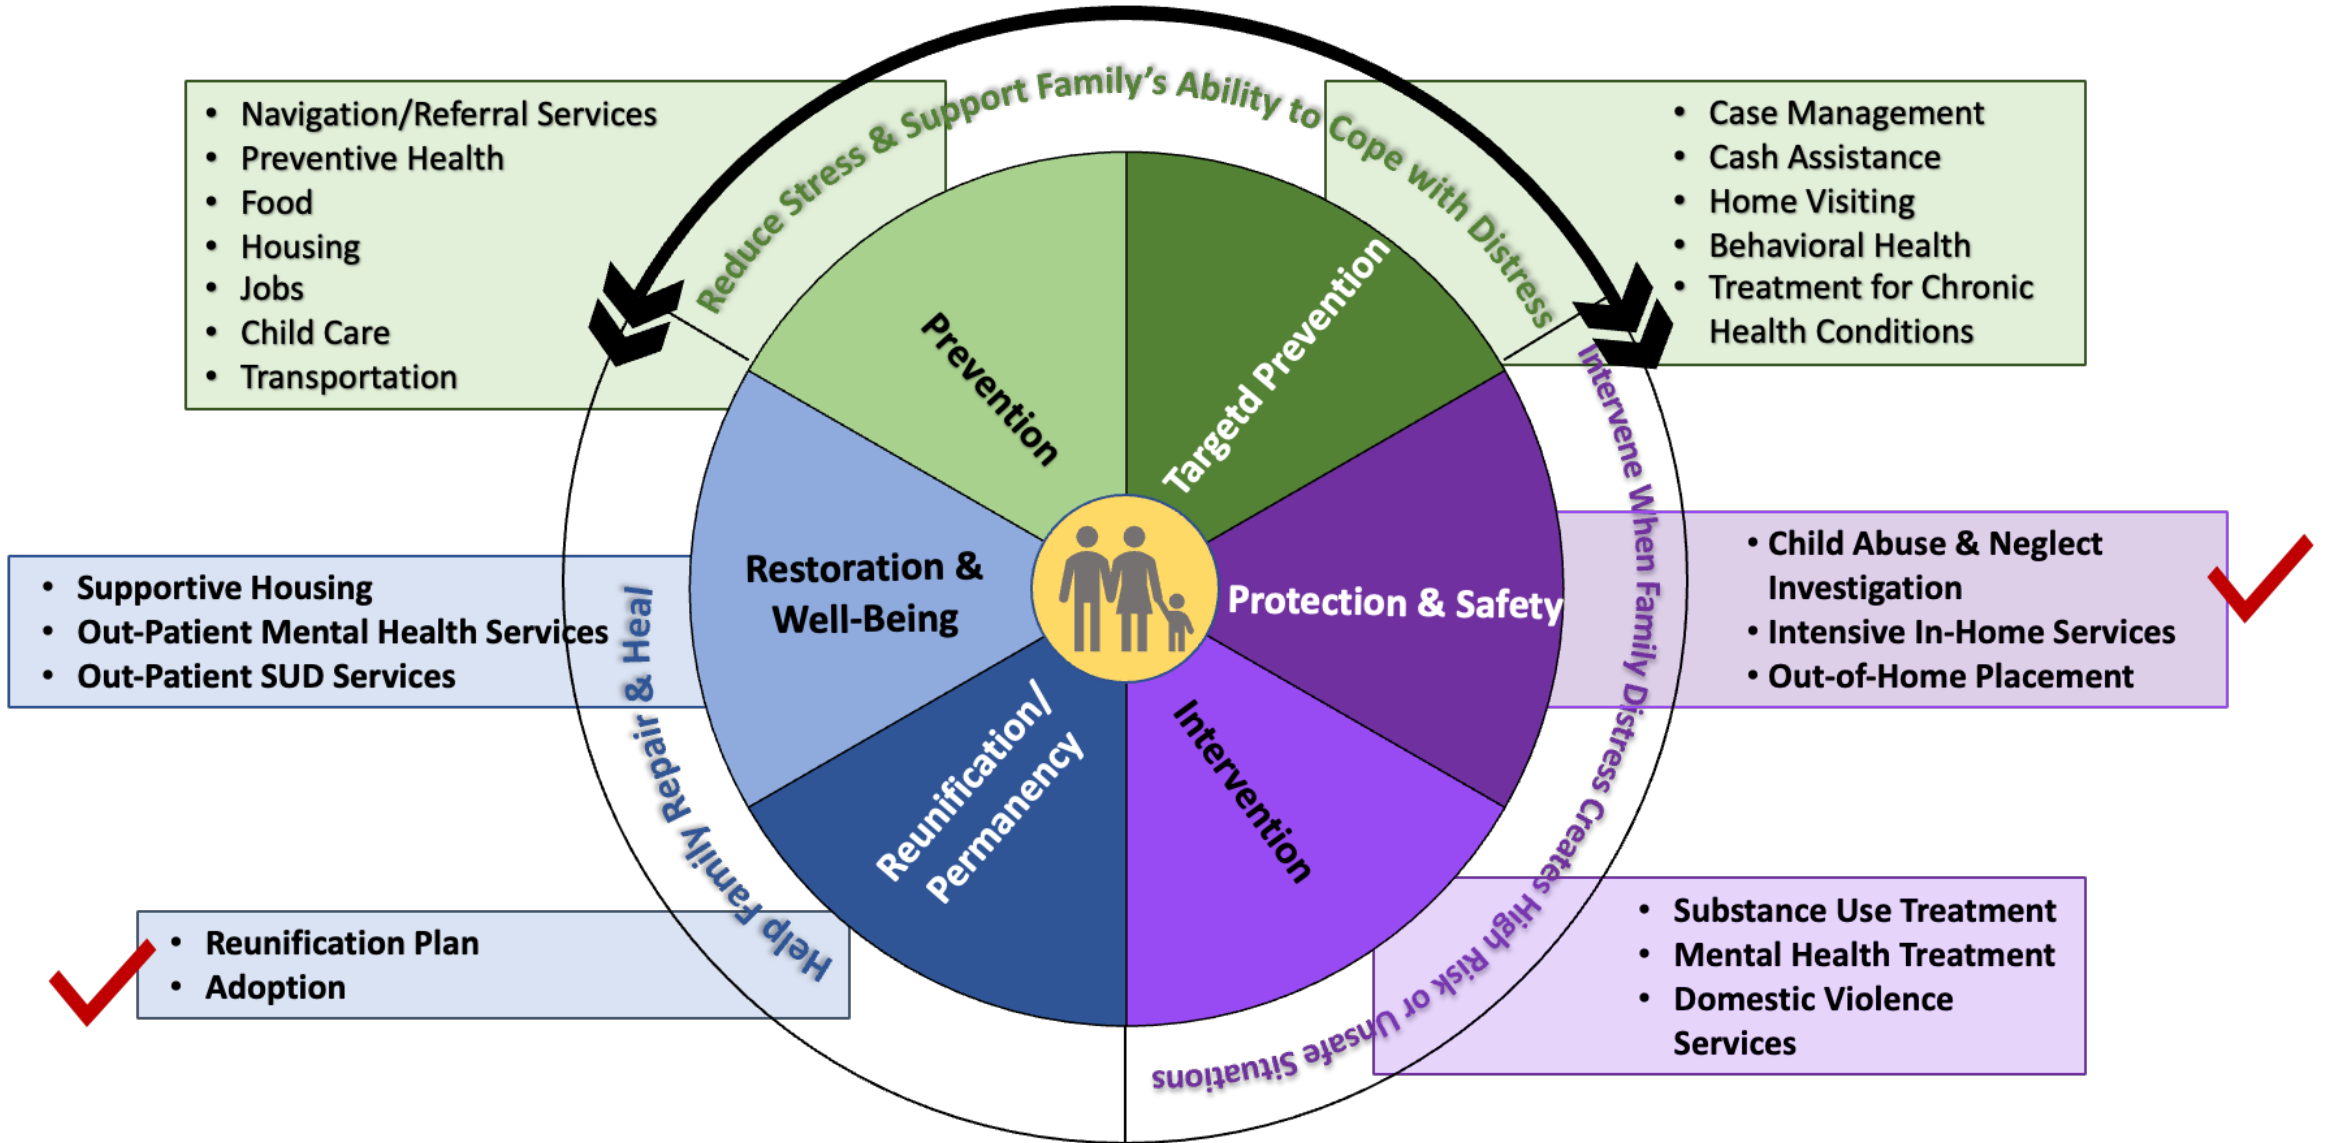 Reduce Stress & Support Family's Ability to Cope with Distress
• Navigation/Referral Services
• Preventive Health
• Food
• Housing
• Jobs
• Child Care
• Transportation
• Case Management
• Cash Assistance
• Home Visiting
• Behavioral Health
• Treatment for Chronic
Health Conditions
Prevention
Targetd Prevention
Intervene When Family Distress Creates High Risk or Unsafe Situations
Protection & Safety
• Child Abuse & Neglect
Investigation
• Intensive In-Home Services
• Out-of-Home Placement
Intervention
• Substance Use Treatment
• Mental Health Treatment
• Domestic Violence
Services
Help Family Repair & Heal
Reunification/
Permanency
• Reunification Plan
• Adoption
Restoration &
Well-Being
• Supportive Housing
• Out-Patient Mental Health Services
• Out-Patient SUD Services